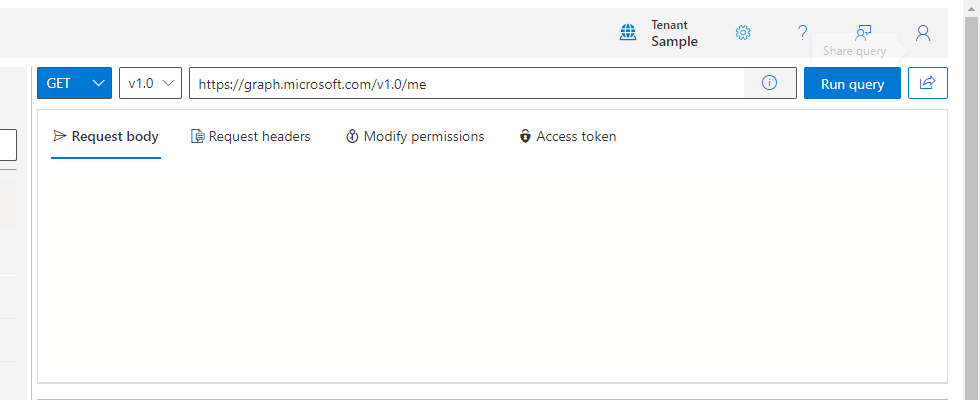 Tenant
Sample
Share query
GET
v1.0
https://graph.microsoft.com/v1.0/me
Run query
Request body
Request headers
Modify permissions
Access token